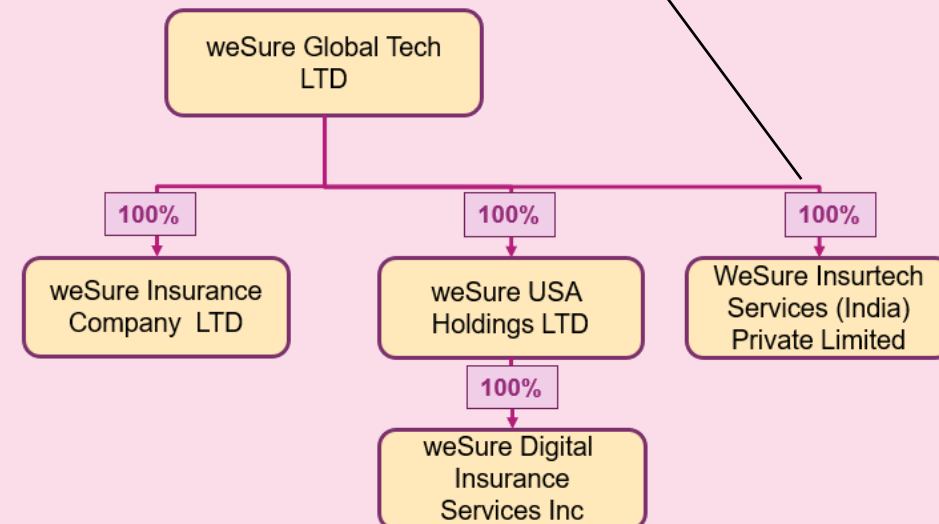 weSure Global Tech
LTD
100%
100%
100%
weSure Insurance
Company LTD
weSure USA
Holdings LTD
WeSure Insurtech
Services (India)
Private Limited
100%
weSure Digital
Insurance
Services Inc